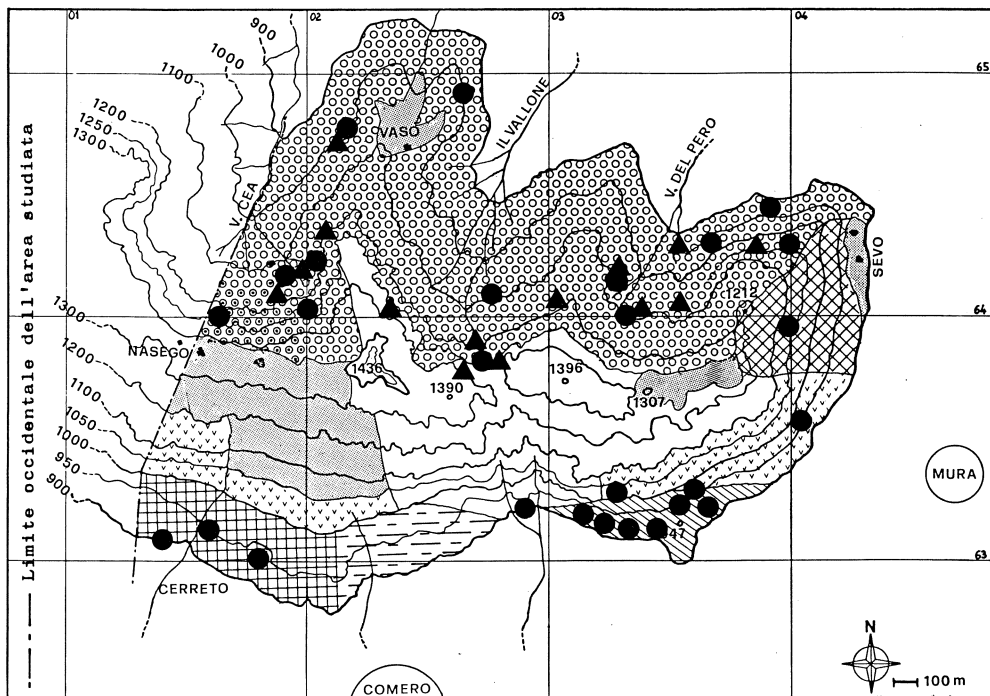 01
02
03
04
65
900
1000
1100
1200
1250
1300
V. CEA
VASO
IL VALLONE
V. DEL PERO
SEVO
1212
64
1300
NASEGO
1436
1390
1396
1307
1200
1100
1050
1000
950
900
MURA
47
63
CERRETO
COMERO
N
100 m
Limite occidentale dell'area studiata